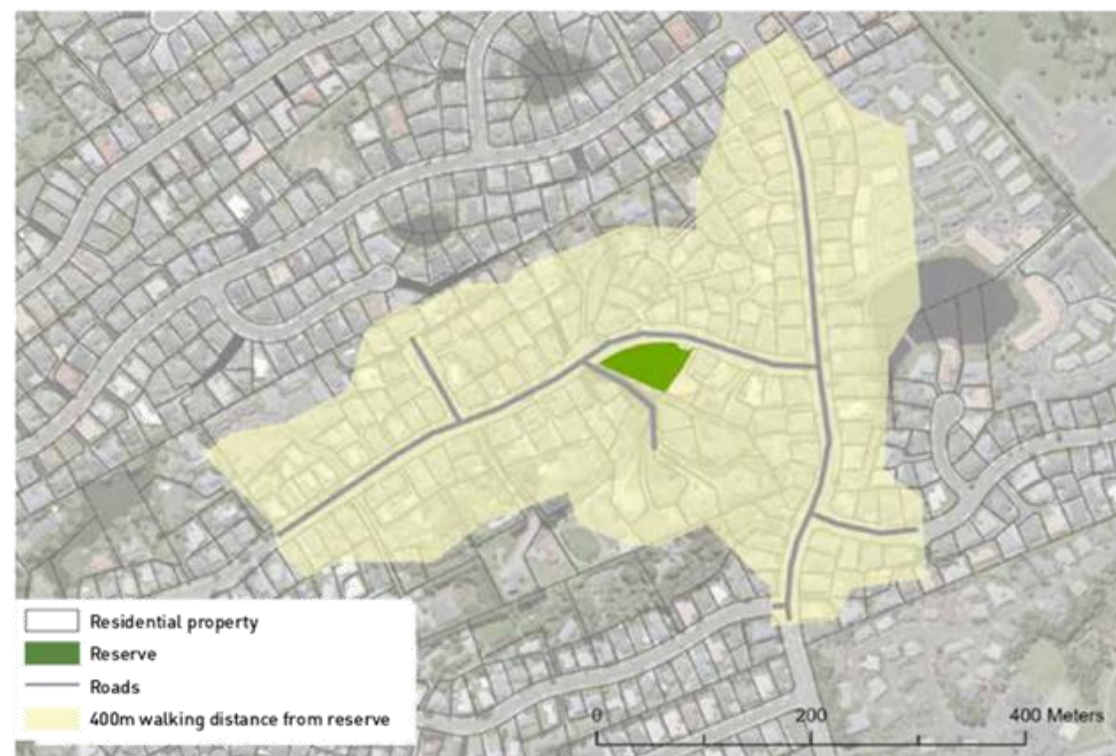 Residential property
Reserve
Roads
400m walking distance from reserve
0 200 400 Meters